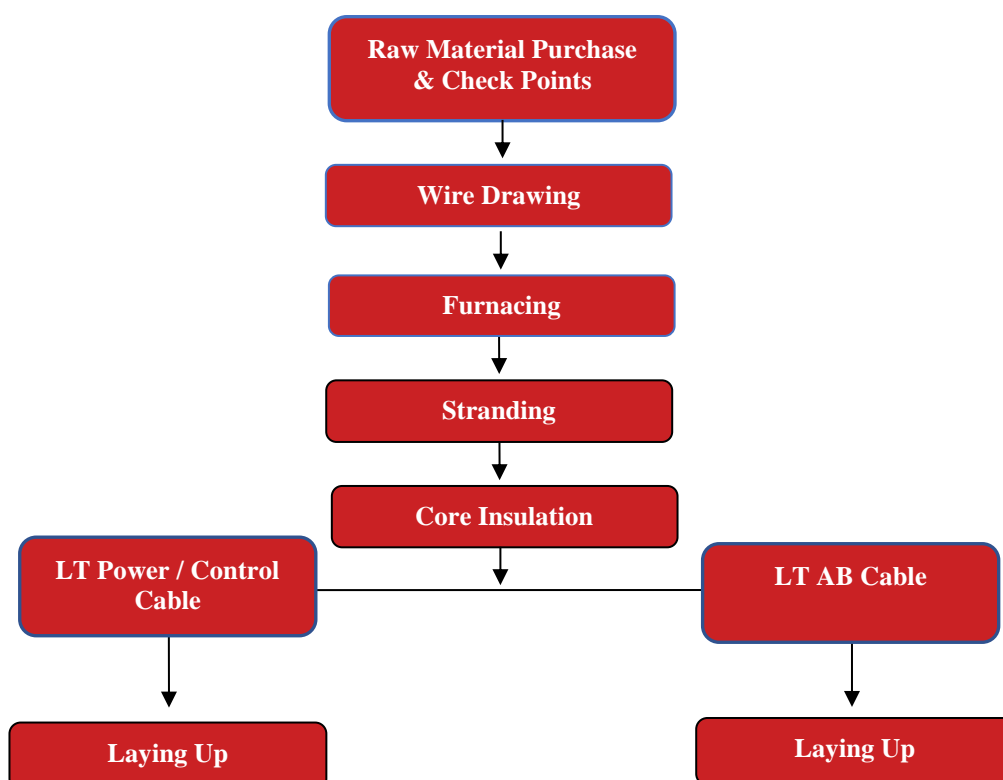 Raw Material Purchase
& Check Points
Wire Drawing
Furnacing
Stranding
Core Insulation
LT Power / Control
Cable
LT AB Cable
Laying Up
Laying Up